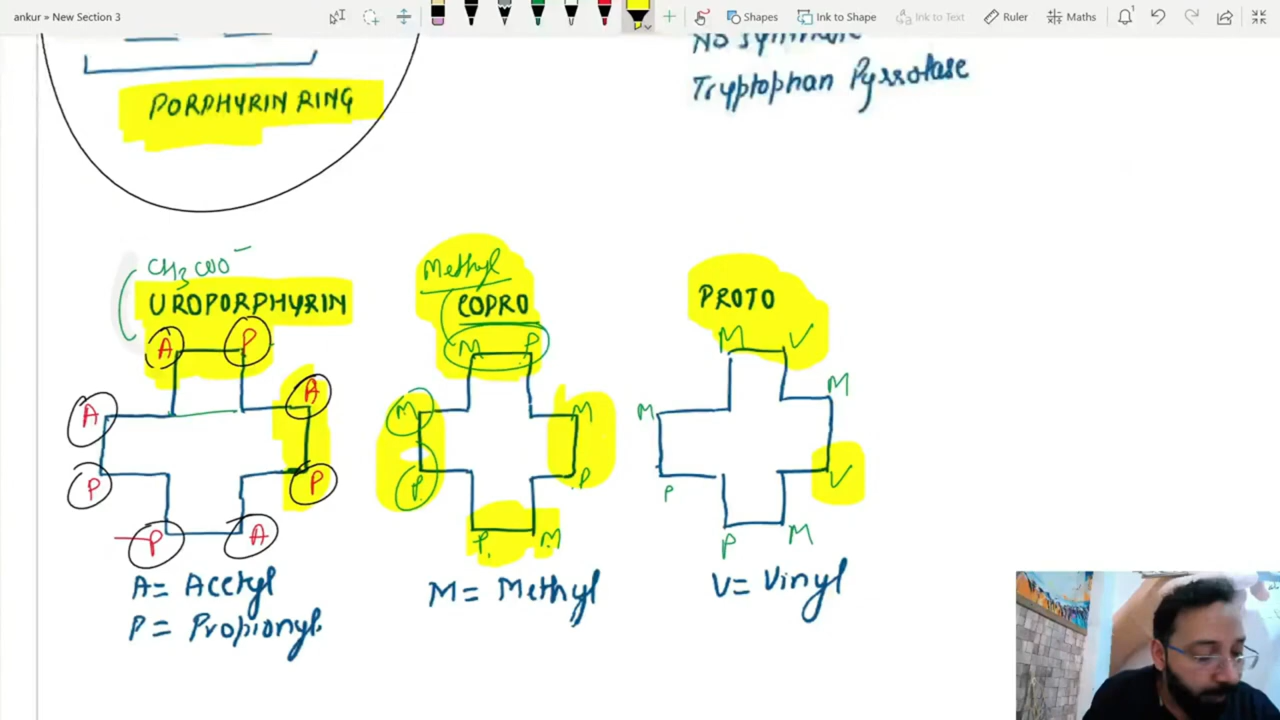 ankur » New Section 3
Shapes
Ink to Shape
Ink to Text
Ruler
Maths
No
Tryptophan Pyrrolase
PORPHYRIN RING
CH3COO-
UROPORPHYRIN
A P
A A
P P
P A
A = Acetyl
P = Propionyl
Methyl
COPRO
M P
M M
P P
P M
M = Methyl
PROTO
M V
M M
P V
P M
V = Vinyl